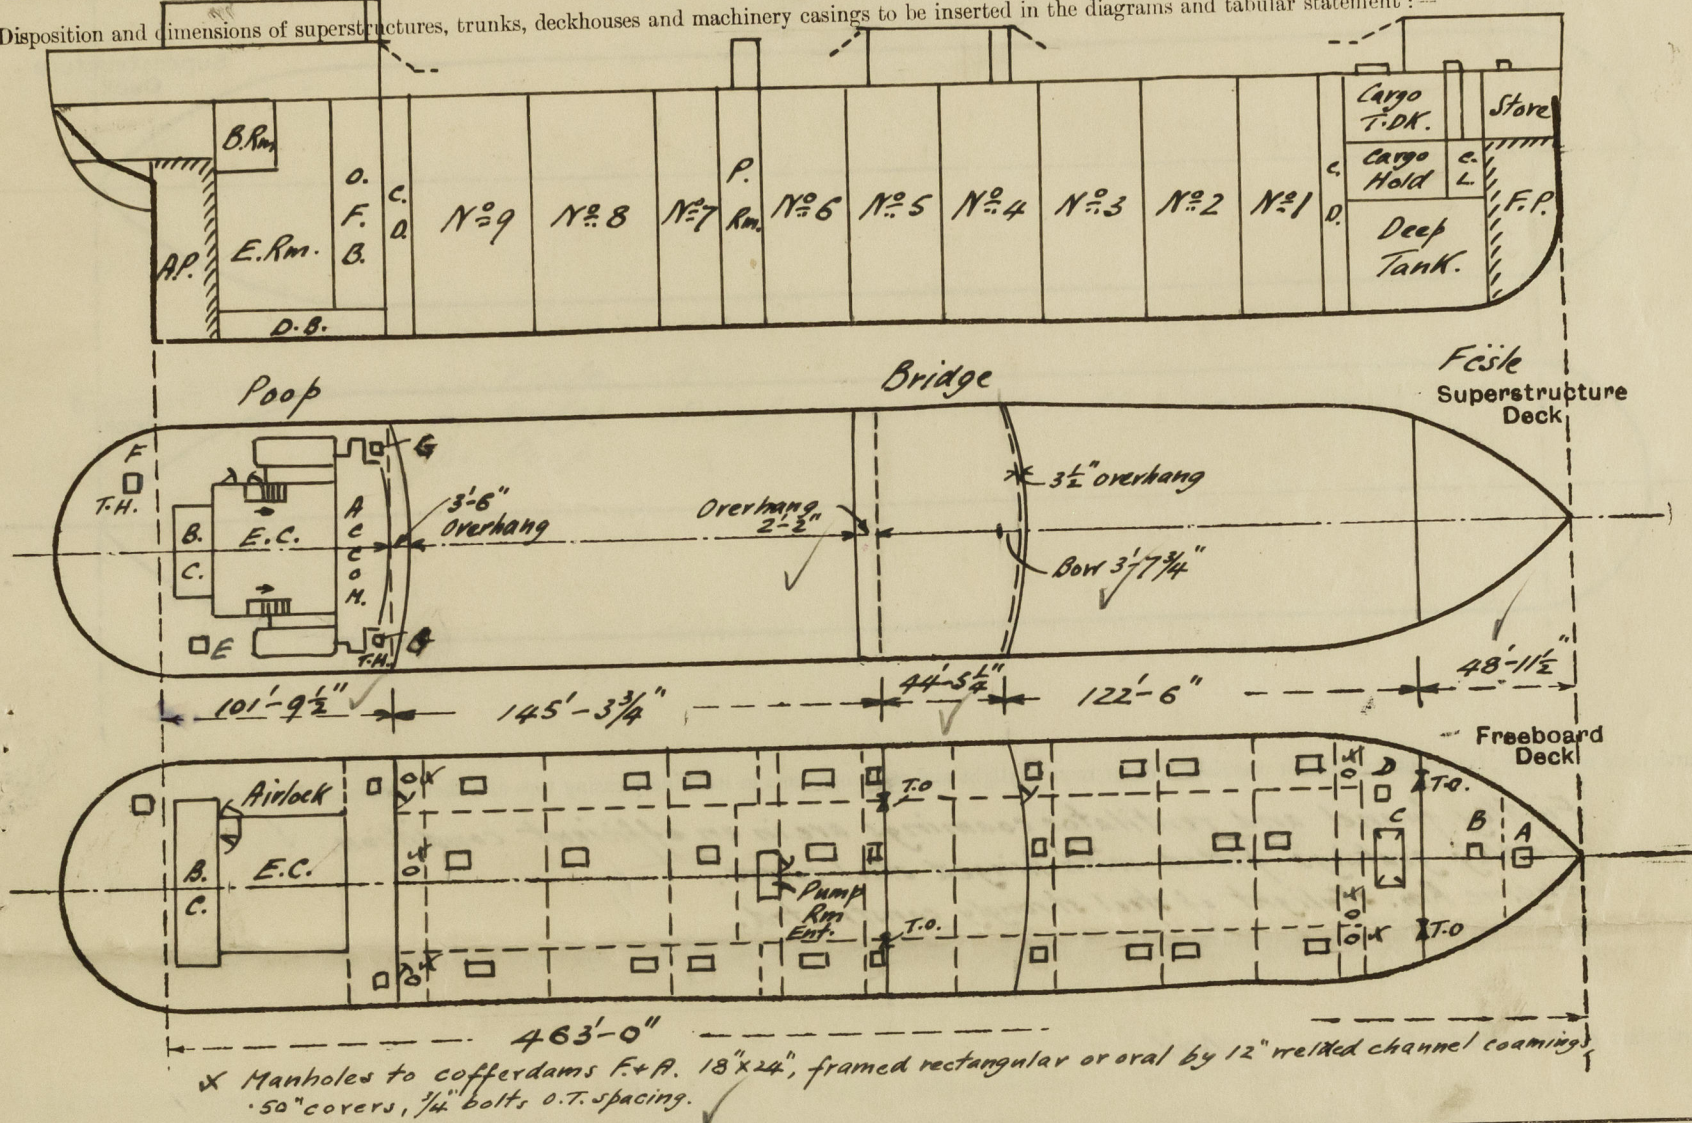 Disposition and dimensions of superstructures, trunks, deckhouses and machinery casings to be inserted in the diagrams and tabular statement:—
B.Rm
O.
F.
B.
C.
D.
A.P.
E.Rm.
D.B.
No 9
No 8
No 7
P.
Rm.
No 6
No 5
No 4
No 3
No 2
No 1
C.
D.
Cargo
T.DK.
Store
Cargo
Hold
C.
L.
F.P.
Deep
Tank.
Poop
Bridge
Superstructure
Deck
F
T.H.
B.
C.
E.C.
A
C
C
O
M.
G
3'-6"
Overhang
Overhang
2'-2"
3½" overhang
Bow 3'-7¾"
E
T.H.
G
101'-9½"
145'-3¾"
44'-5¼"
122'-6"
48'-11½"
Freeboard
Deck
Airlock
B.
C.
E.C.
T.O
T.O.
Pump
Rm
Ent.
D
C
B
A
T.O.
T.O
463'-0"
x Manholes to cofferdams F.+A. 18"x24", framed rectangular or oral by 12" welded channel coamings
.50" covers, ¾" bolts O.T. spacing.